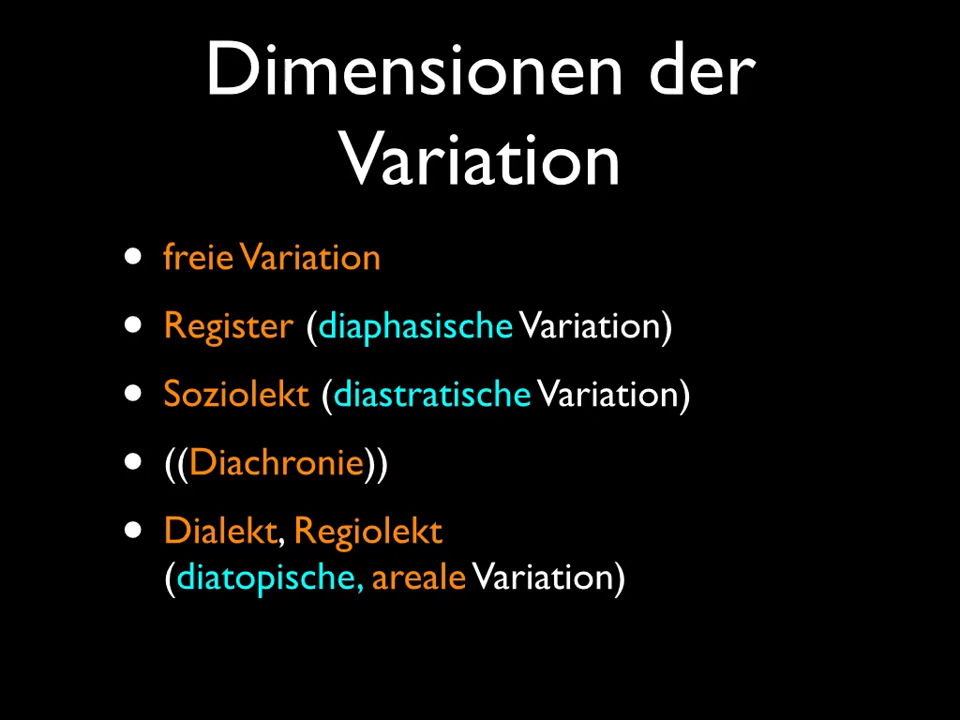 Dimensionen der
Variation
• freie Variation
• Register (diaphasische Variation)
• Soziolekt (diastratische Variation)
• ((Diachronie))
• Dialekt, Regiolekt
(diatopische, areale Variation)